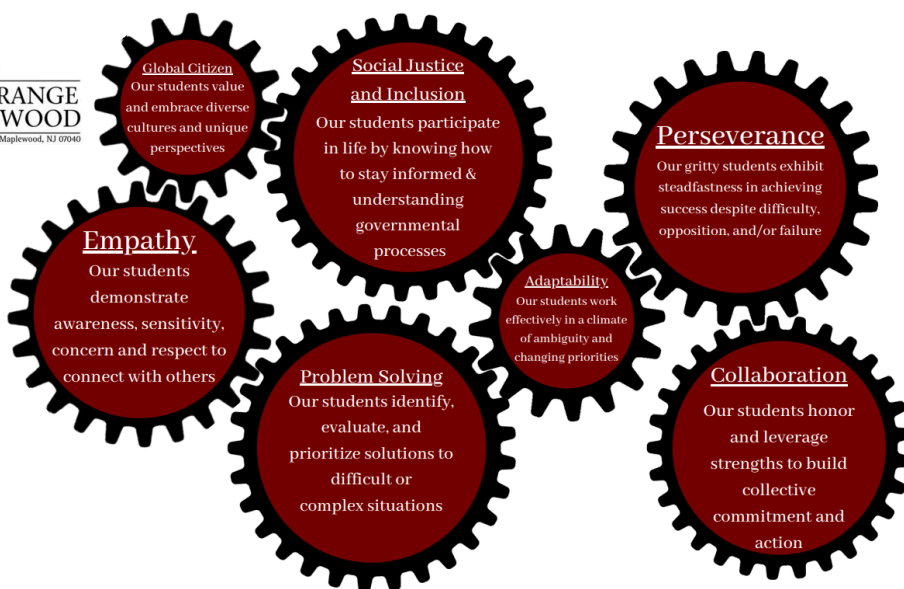 RANGE
WOOD
Maplewood, NJ 07040
Global Citizen
Our students value
and embrace diverse
cultures and unique
perspectives
Social Justice
and Inclusion
Our students participate
in life by knowing how
to stay informed &
understanding
governmental
processes
Perseverance
Our gritty students exhibit
steadfastness in achieving
success despite difficulty,
opposition, and/or failure
Empathy
Our students
demonstrate
awareness, sensitivity,
concern and respect to
connect with others
Adaptability
Our students work
effectively in a climate
of ambiguity and
changing priorities
Problem Solving
Our students identify,
evaluate, and
prioritize solutions to
difficult or
complex situations
Collaboration
Our students honor
and leverage
strengths to build
collective
commitment and
action